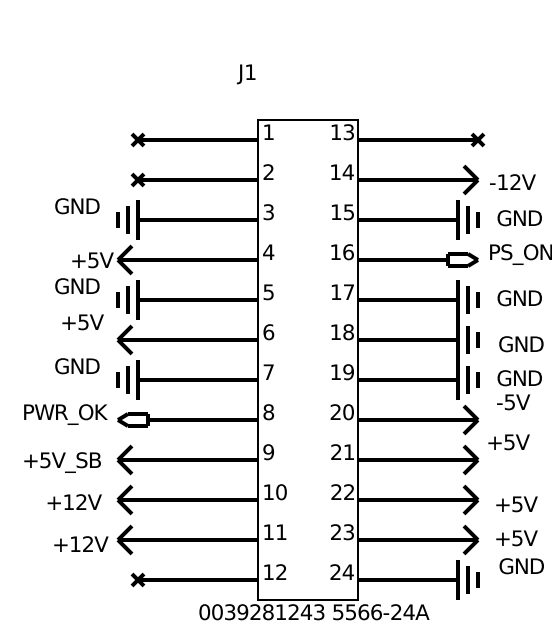 J1
1 13
2 14 -12V
GND 3 15 GND
+5V 4 16 PS_ON
GND 5 17 GND
+5V 6 18 GND
GND 7 19 GND
PWR_OK 8 20 -5V
+5V_SB 9 21 +5V
+12V 10 22 +5V
+12V 11 23 +5V
12 24 GND
0039281243 5566-24A